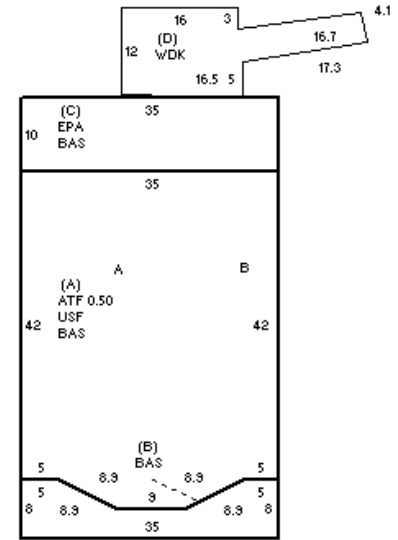 4.1
16 3
16.7
12 (D)
WDK
17.3
16.5 5
(C) 35
EPA
10 BAS
35
A B
(A)
ATF 0.50
USF
42 BAS 42
(B)
BAS
5 8.9 8.9 5
5 9 5
8 8.9 8.9 8
35